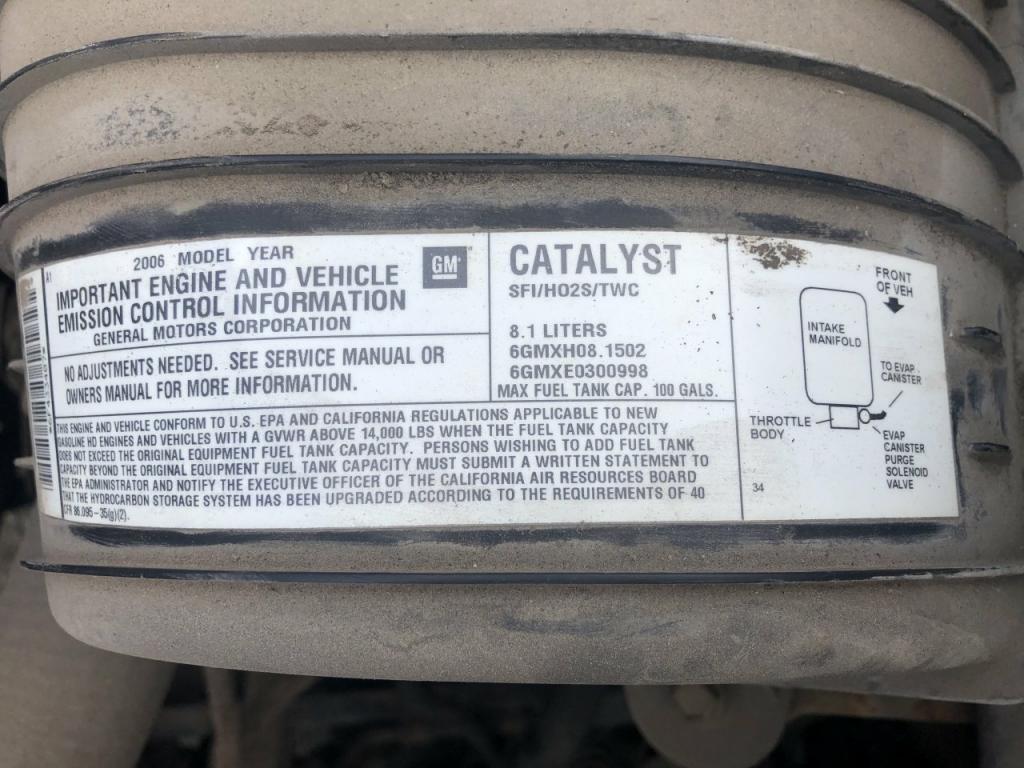 A1
2006 MODEL YEAR
GM
IMPORTANT ENGINE AND VEHICLE
EMISSION CONTROL INFORMATION
GENERAL MOTORS CORPORATION
NO ADJUSTMENTS NEEDED. SEE SERVICE MANUAL OR
OWNERS MANUAL FOR MORE INFORMATION.
CATALYST
SFI/HO2S/TWC
8.1 LITERS
6GMXH08.1502
6GMXE0300998
MAX FUEL TANK CAP. 100 GALS.
THIS ENGINE AND VEHICLE CONFORM TO U.S. EPA AND CALIFORNIA REGULATIONS APPLICABLE TO NEW
GASOLINE HD ENGINES AND VEHICLES WITH A GVWR ABOVE 14,000 LBS WHEN THE FUEL TANK CAPACITY
DOES NOT EXCEED THE ORIGINAL EQUIPMENT FUEL TANK CAPACITY. PERSONS WISHING TO ADD FUEL TANK
CAPACITY BEYOND THE ORIGINAL EQUIPMENT FUEL TANK CAPACITY MUST SUBMIT A WRITTEN STATEMENT TO
THE EPA ADMINISTRATOR AND NOTIFY THE EXECUTIVE OFFICER OF THE CALIFORNIA AIR RESOURCES BOARD
THAT THE HYDROCARBON STORAGE SYSTEM HAS BEEN UPGRADED ACCORDING TO THE REQUIREMENTS OF 40
CFR 86.095-35(g)(2).
FRONT
OF VEH
INTAKE
MANIFOLD
TO EVAP
CANISTER
THROTTLE
BODY
EVAP
CANISTER
PURGE
SOLENOID
VALVE
34